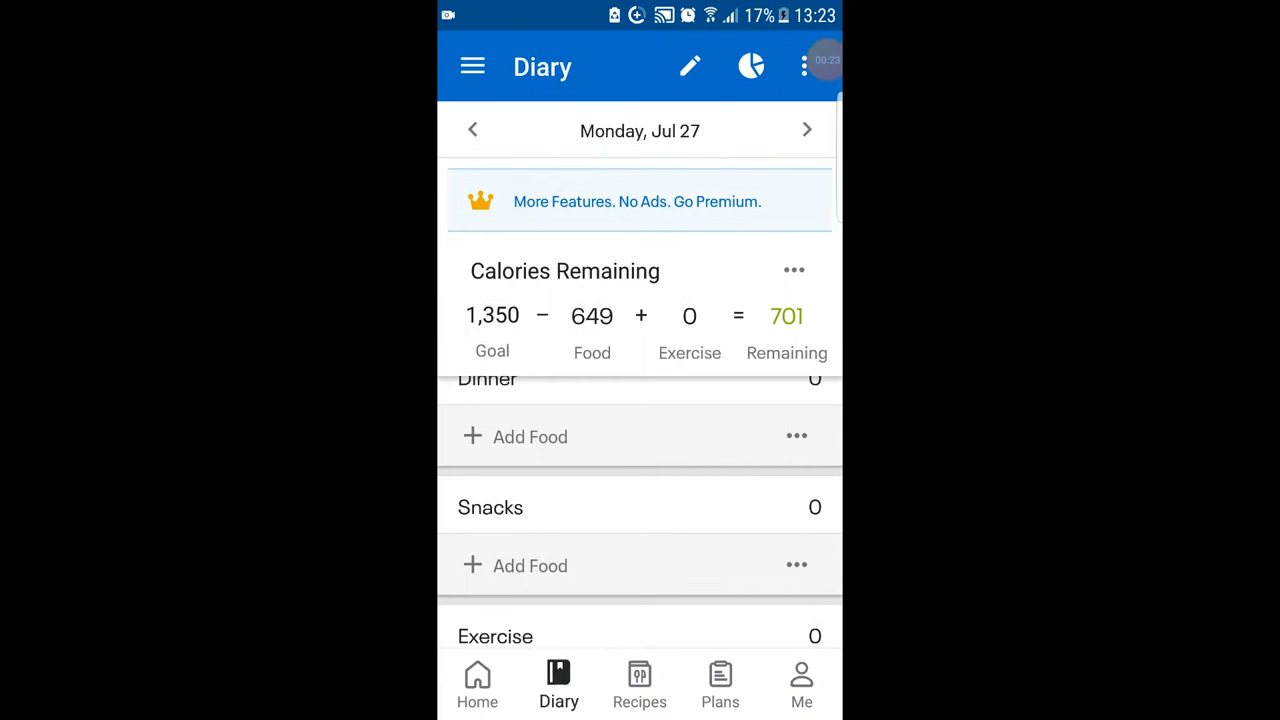 17% 13:23
Diary
00:23
Monday, Jul 27
More Features. No Ads. Go Premium.
Calories Remaining
1,350 − 649 + 0 = 701
Goal Food Exercise Remaining
Dinner 0
+ Add Food
Snacks 0
+ Add Food
Exercise 0
Home Diary Recipes Plans Me